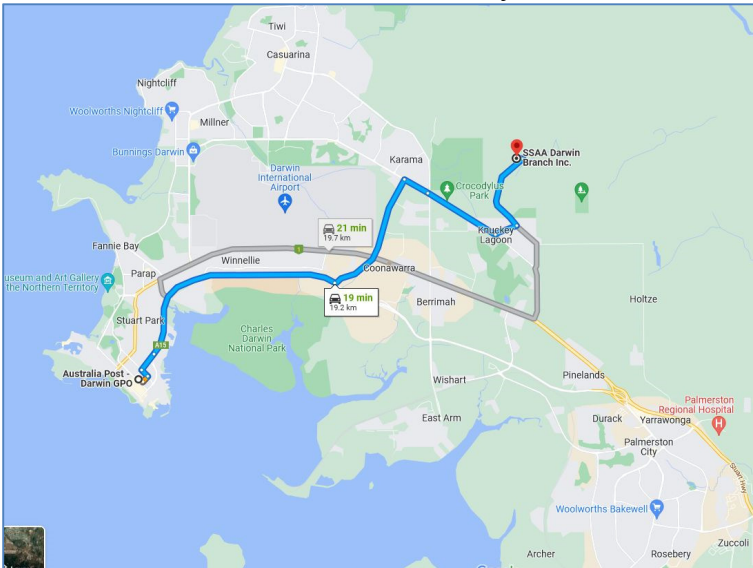 Tiwi
Casuarina
Nightcliff
Woolworths Nightcliff
Millner
Bunnings Darwin
Karama
SSAA Darwin
Branch Inc.
Darwin
International
Airport
Crocodylus
Park
21 min
19.7 km
Knuckey
Lagoon
Fannie Bay
1
Winnellie
Coonawarra
Parap
useum and Art Gallery
the Northern Territory
19 min
19.2 km
Berrimah
Holtze
Stuart Park
Charles
Darwin
National Park
A15
Australia Post -
Darwin GPO
Wishart
Pinelands
East Arm
Palmerston
Regional Hospital
Durack
Yarrawonga
Palmerston
City
Stuart Hwy
Woolworths Bakewell
Zuccoli
Archer
Rosebery